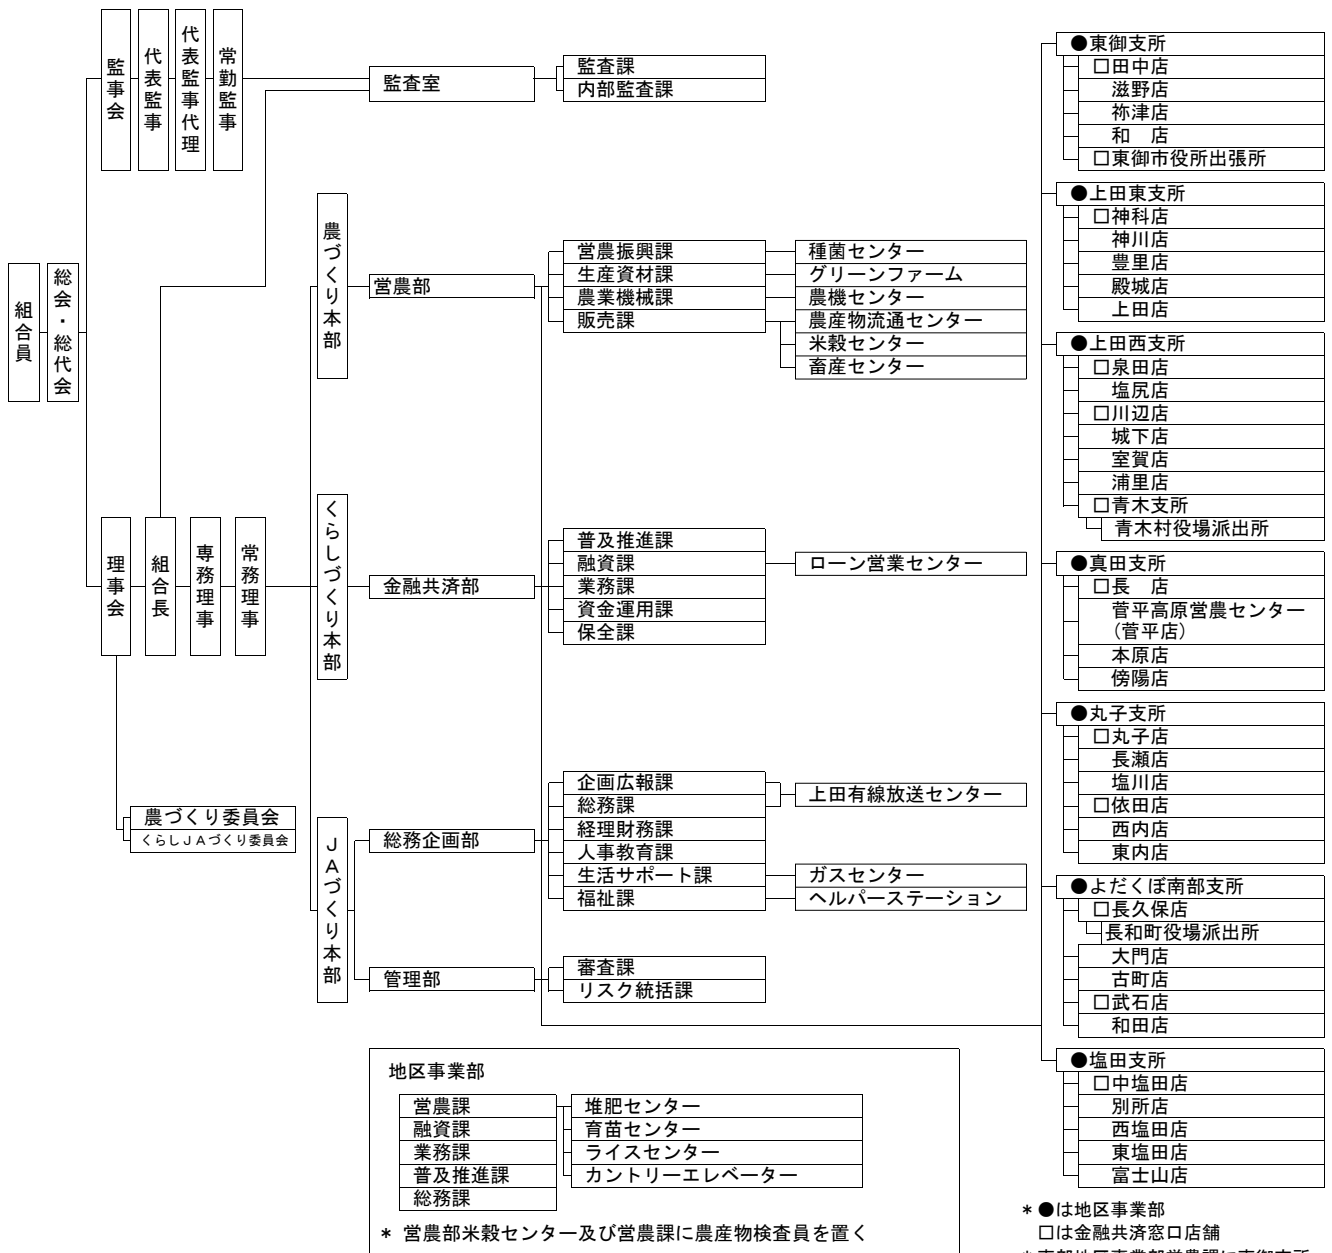 組合員
総会・総代会
監事会
代表監事
代表監事代理
常勤監事
監査室
監査課
内部監査課
理事会
組合長
専務理事
常務理事
農づくり委員会
くらしＪＡづくり委員会
農づくり本部
営農部
営農振興課
生産資材課
農業機械課
販売課
種菌センター
グリーンファーム
農機センター
農産物流通センター
米穀センター
畜産センター
くらしづくり本部
金融共済部
普及推進課
融資課
業務課
資金運用課
保全課
ローン営業センター
ＪＡづくり本部
総務企画部
企画広報課
総務課
経理財務課
人事教育課
生活サポート課
福祉課
上田有線放送センター
ガスセンター
ヘルパーステーション
管理部
審査課
リスク統括課
●東御支所
□田中店
滋野店
祢津店
和　店
□東御市役所出張所
●上田東支所
□神科店
神川店
豊里店
殿城店
上田店
●上田西支所
□泉田店
塩尻店
□川辺店
城下店
室賀店
浦里店
□青木支所
青木村役場派出所
●真田支所
□長　店
菅平高原営農センター
（菅平店）
本原店
傍陽店
●丸子支所
□丸子店
長瀬店
塩川店
□依田店
西内店
東内店
●よだくぼ南部支所
□長久保店
長和町役場派出所
大門店
古町店
□武石店
和田店
●塩田支所
□中塩田店
別所店
西塩田店
東塩田店
富士山店
地区事業部
営農課
融資課
業務課
普及推進課
総務課
堆肥センター
育苗センター
ライスセンター
カントリーエレベーター
* 営農部米穀センター及び営農課に農産物検査員を置く
* ●は地区事業部
□は金融共済窓口店舗